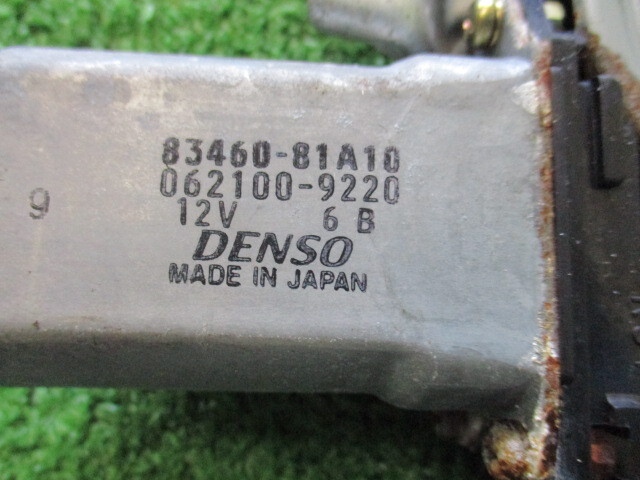 83460-81A10
062100-9220
12V 6 B
9
DENSO
MADE IN JAPAN